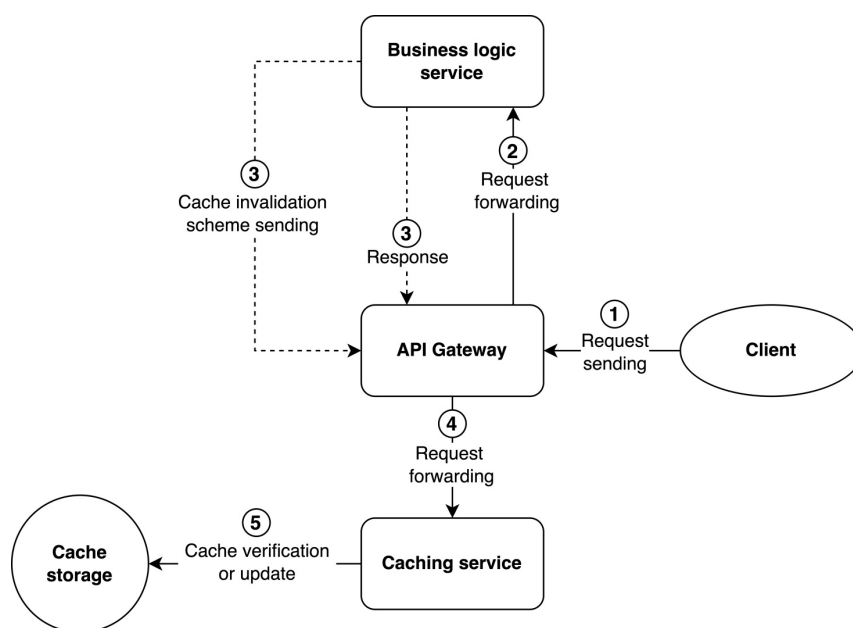 Business logic
service
3
Cache invalidation
scheme sending
2
Request
forwarding
3
Response
1
Request
sending
API Gateway
Client
4
Request
forwarding
5
Cache verification
or update
Cache
storage
Caching service